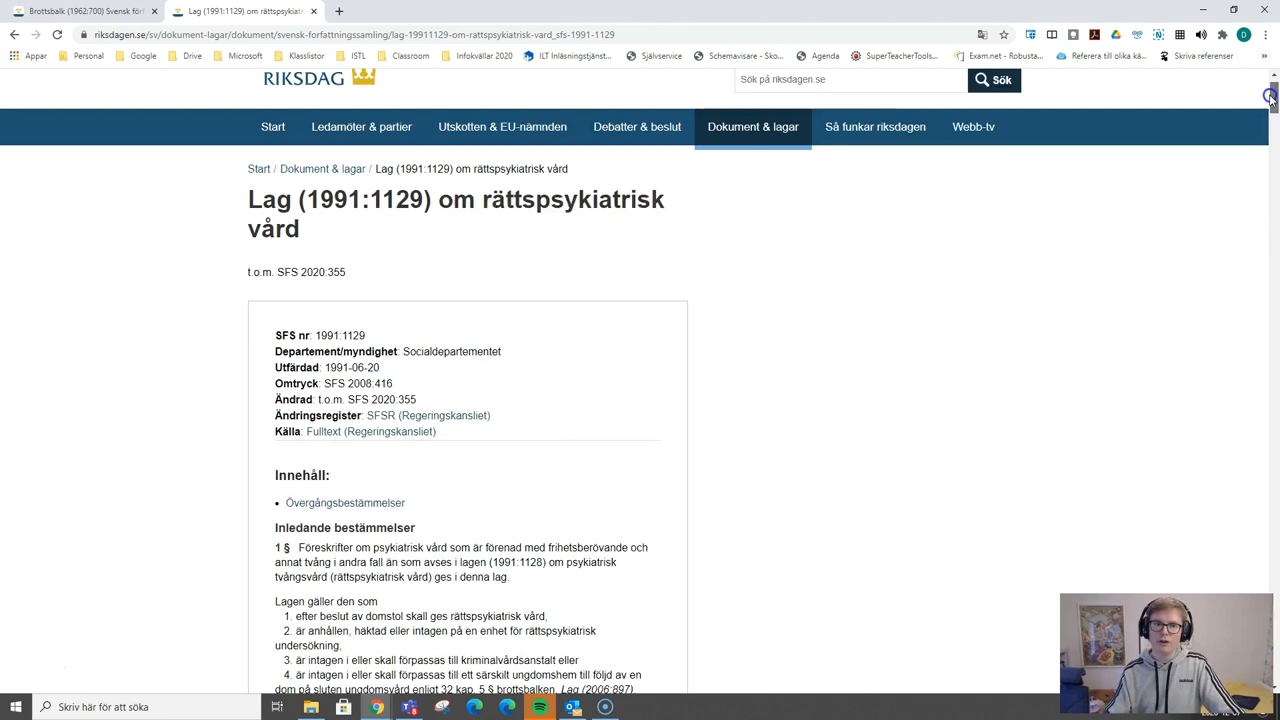 Brottsbalk (1962:700) Svensk förf
Lag (1991:1129) om rättspsykiatri
riksdagen.se/sv/dokument-lagar/dokument/svensk-forfattningssamling/lag-19911129-om-rattspsykiatrisk-vard_sfs-1991-1129
Appar Personal Google Drive Microsoft Klasslistor ISTL Classroom Infokvällar 2020 ILT Inläsningstjänst... Självservice Schemavisare - Sko... Agenda SuperTeacherTools... Exam.net - Robusta... Referera till olika kä... Skriva referenser
RIKSDAG
Sök på riksdagen.se Sök
Start Ledamöter & partier Utskotten & EU-nämnden Debatter & beslut Dokument & lagar Så funkar riksdagen Webb-tv
Start / Dokument & lagar / Lag (1991:1129) om rättspsykiatrisk vård
Lag (1991:1129) om rättspsykiatrisk
vård
t.o.m. SFS 2020:355
SFS nr: 1991:1129
Departement/myndighet: Socialdepartementet
Utfärdad: 1991-06-20
Omtryck: SFS 2008:416
Ändrad: t.o.m. SFS 2020:355
Ändringsregister: SFSR (Regeringskansliet)
Källa: Fulltext (Regeringskansliet)
Innehåll:
• Övergångsbestämmelser
Inledande bestämmelser
1 § Föreskrifter om psykiatrisk vård som är förenad med frihetsberövande och
annat tvång i andra fall än som avses i lagen (1991:1128) om psykiatrisk
tvångsvård (rättspsykiatrisk vård) ges i denna lag.
Lagen gäller den som
1. efter beslut av domstol skall ges rättspsykiatrisk vård,
2. är anhållen, häktad eller intagen på en enhet för rättspsykiatrisk
undersökning,
3. är intagen i eller skall förpassas till kriminalvårdsanstalt eller
4. är intagen i eller skall förpassas till ett särskilt ungdomshem till följd av en
dom på sluten ungdomsvård enligt 32 kap. 5 § brottsbalken. Lag (2006:897).
Skriv här för att söka